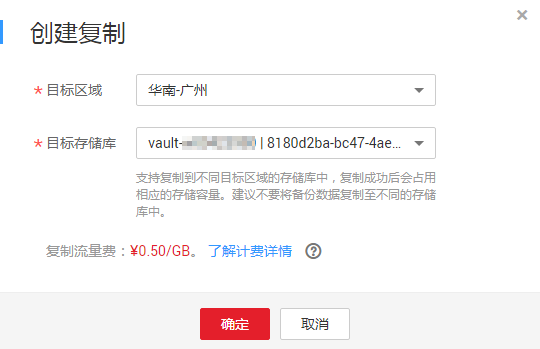 创建复制
* 目标区域 华南-广州
* 目标存储库 vault- | 8180d2ba-bc47-4ae...
支持复制到不同目标区域的存储库中，复制成功后会占用
相应的存储容量。建议不要将备份数据复制至不同的存储
库中。
复制流量费：¥0.50/GB。 了解计费详情 ?
确定 取消